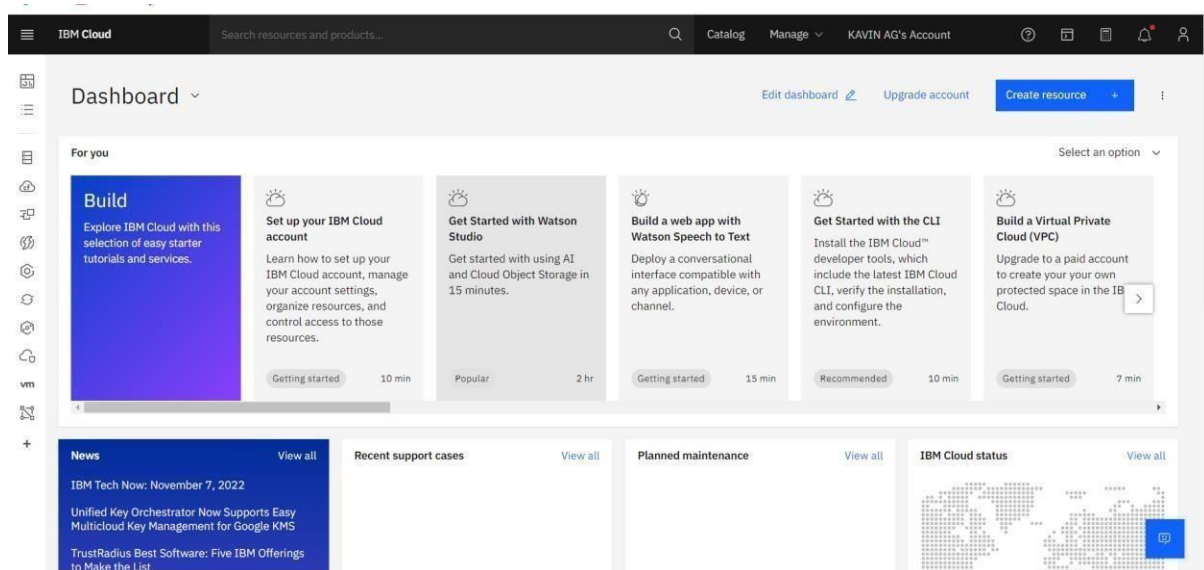 IBM Cloud
Search resources and products...
Catalog
Manage
KAVIN AG's Account
Dashboard
Edit dashboard
Upgrade account
Create resource +
For you
Select an option
Build
Explore IBM Cloud with this
selection of easy starter
tutorials and services.
Set up your IBM Cloud
account
Learn how to set up your
IBM Cloud account, manage
your account settings,
organize resources, and
control access to those
resources.
Getting started
10 min
Get Started with Watson
Studio
Get started with using AI
and Cloud Object Storage in
15 minutes.
Popular
2 hr
Build a web app with
Watson Speech to Text
Deploy a conversational
interface compatible with
any application, device, or
channel.
Getting started
15 min
Get Started with the CLI
Install the IBM Cloud™
developer tools, which
include the latest IBM Cloud
CLI, verify the installation,
and configure the
environment.
Recommended
10 min
Build a Virtual Private
Cloud (VPC)
Upgrade to a paid account
to create your your own
protected space in the IB
Cloud.
Getting started
7 min
vm
+
News
View all
IBM Tech Now: November 7, 2022
Unified Key Orchestrator Now Supports Easy
Multicloud Key Management for Google KMS
TrustRadius Best Software: Five IBM Offerings
to Make the List
Recent support cases
View all
Planned maintenance
View all
IBM Cloud status
View all